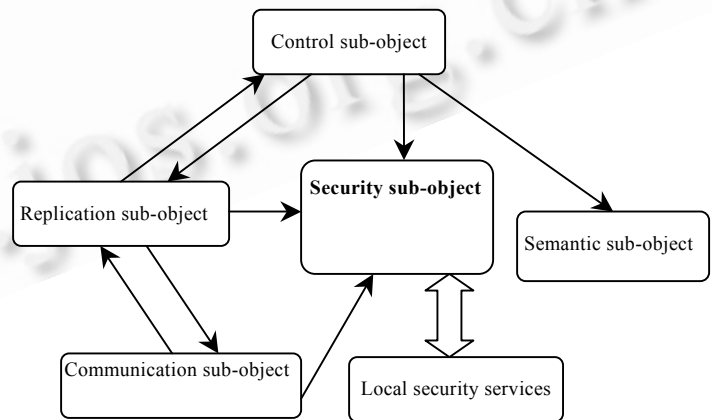 Control sub-object
Security sub-object
Replication sub-object
Semantic sub-object
Communication sub-object
Local security services